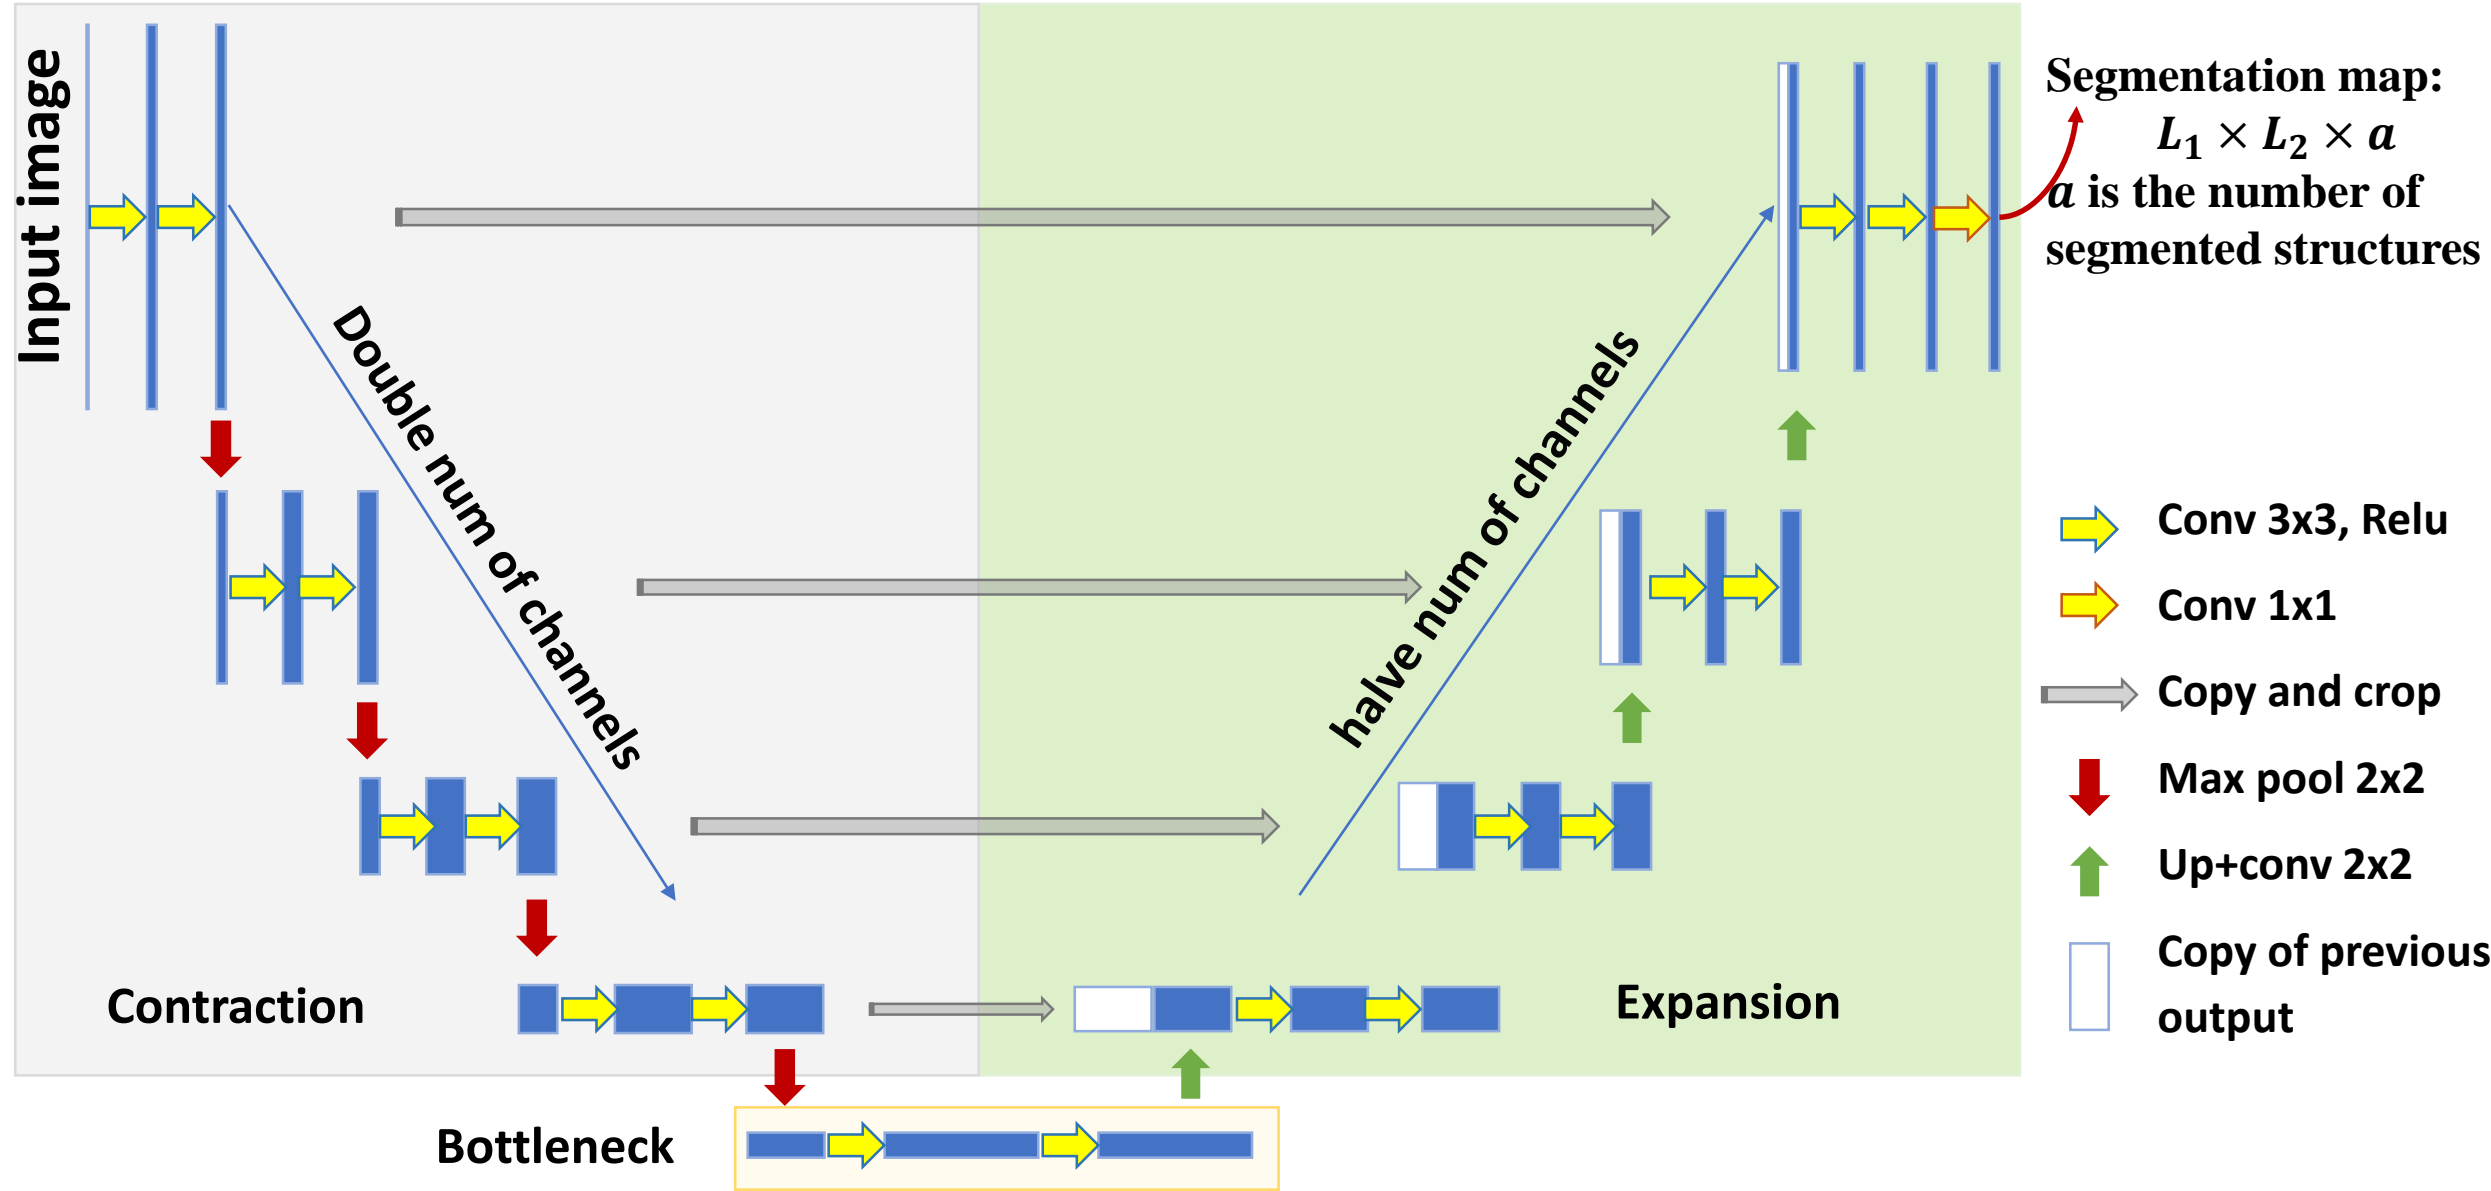 Input image
Double num of channels
halve num of channels
Segmentation map:
L₁ × L₂ × a
a is the number of
segmented structures
Conv 3x3, Relu
Conv 1x1
Copy and crop
Max pool 2x2
Up+conv 2x2
Copy of previous
output
Contraction
Expansion
Bottleneck